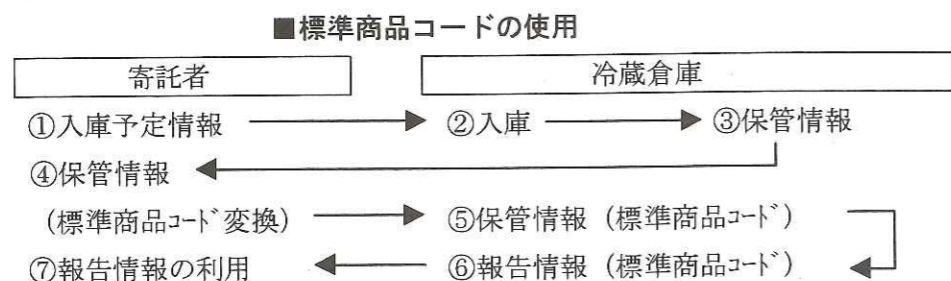 ■標準商品コードの使用
寄託者 冷蔵倉庫
①入庫予定情報 ②入庫 ③保管情報
④保管情報
(標準商品ｺｰﾄﾞ変換) ⑤保管情報(標準商品ｺｰﾄﾞ)
⑦報告情報の利用 ⑥報告情報(標準商品ｺｰﾄﾞ)